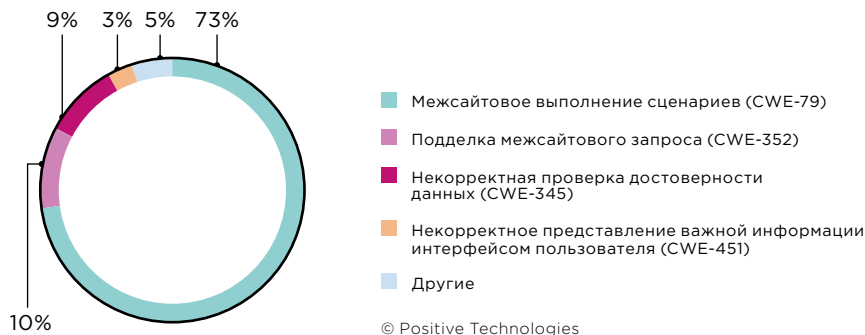 9% 3% 5% 73%
10%
Межсайтовое выполнение сценариев (CWE-79)
Подделка межсайтового запроса (CWE-352)
Некорректная проверка достоверности
данных (CWE-345)
Некорректное представление важной информации
интерфейсом пользователя (CWE-451)
Другие
© Positive Technologies